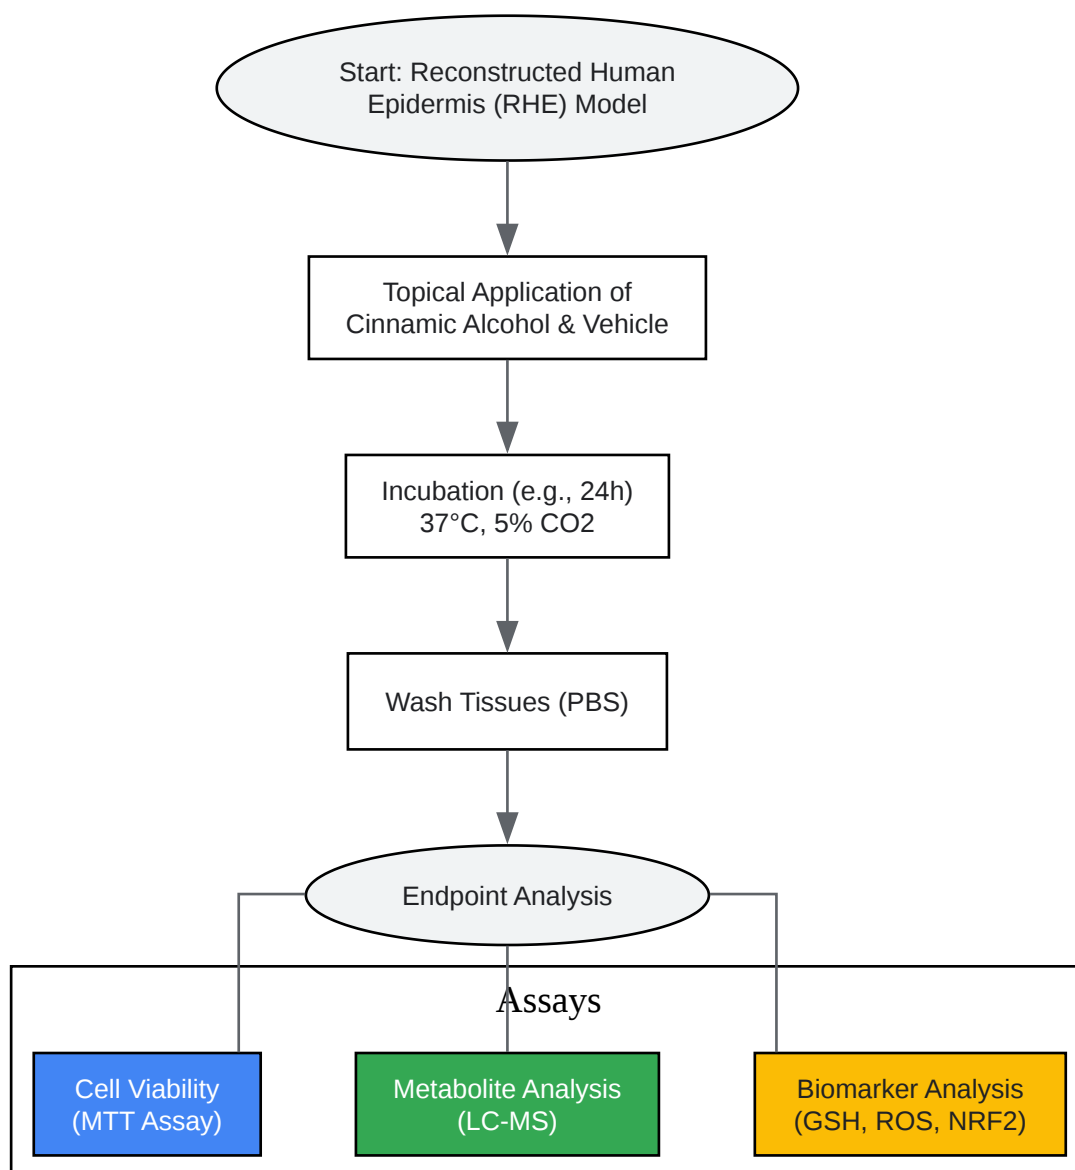 Start: Reconstructed Human
Epidermis (RHE) Model
Topical Application of
Cinnamic Alcohol & Vehicle
Incubation (e.g., 24h)
37°C, 5% CO2
Wash Tissues (PBS)
Endpoint Analysis
Assays
Cell Viability
(MTT Assay)
Metabolite Analysis
(LC-MS)
Biomarker Analysis
(GSH, ROS, NRF2)